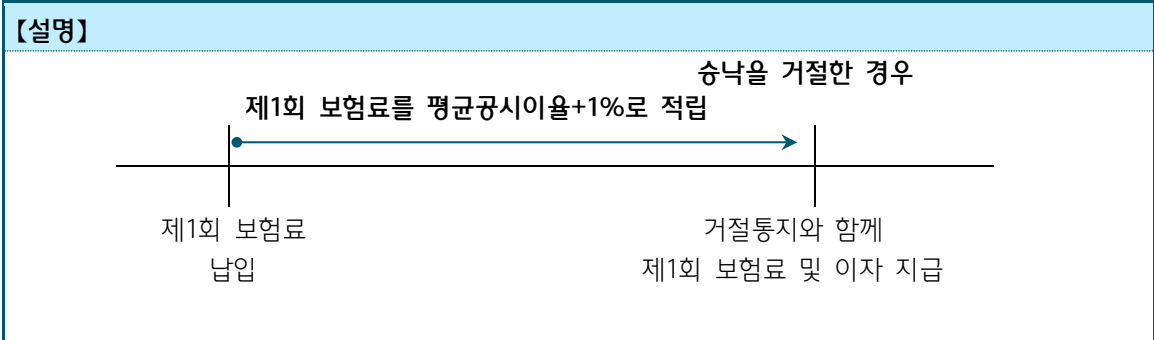 【설명】
승낙을 거절한 경우
제1회 보험료를 평균공시이율+1%로 적립
제1회 보험료
납입
거절통지와 함께
제1회 보험료 및 이자 지급